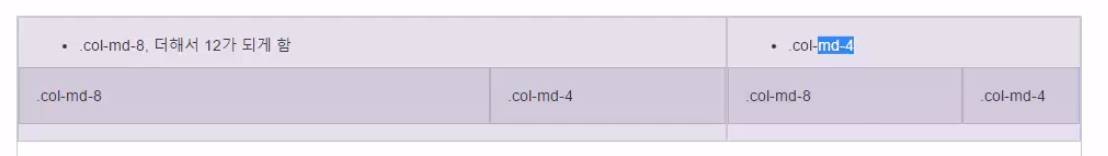 • .col-md-8, 더해서 12가 되게 함
• .col-md-4
.col-md-8
.col-md-4
.col-md-8
.col-md-4